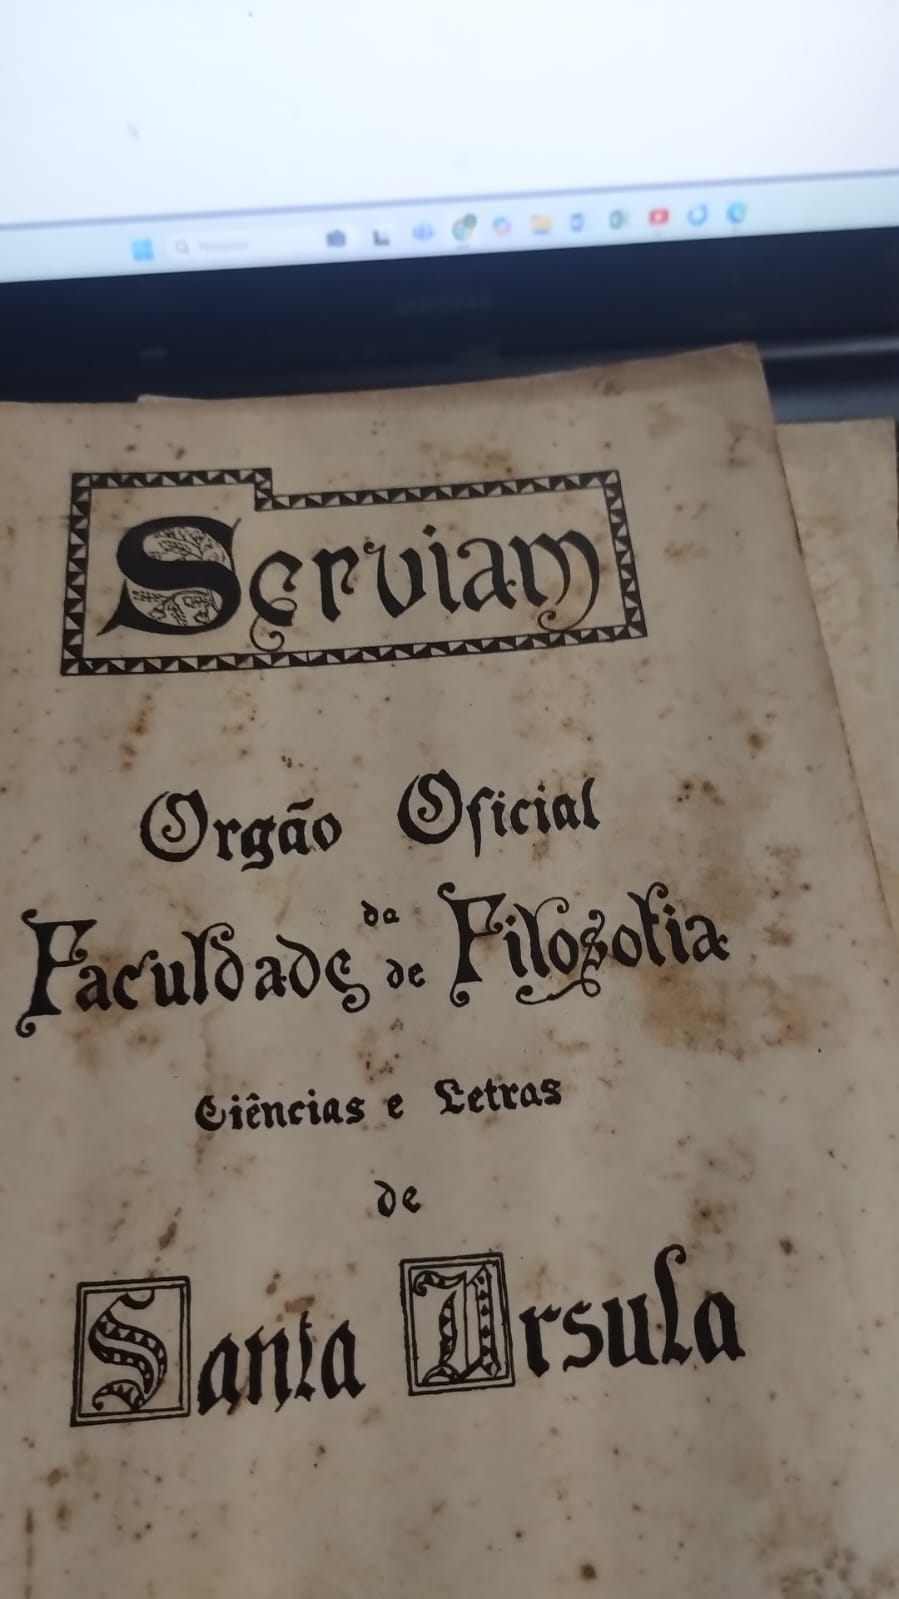 Serviam
Orgão Oficial
da
Faculdade de Filosofia
Ciências e Letras
de
Santa Ursula